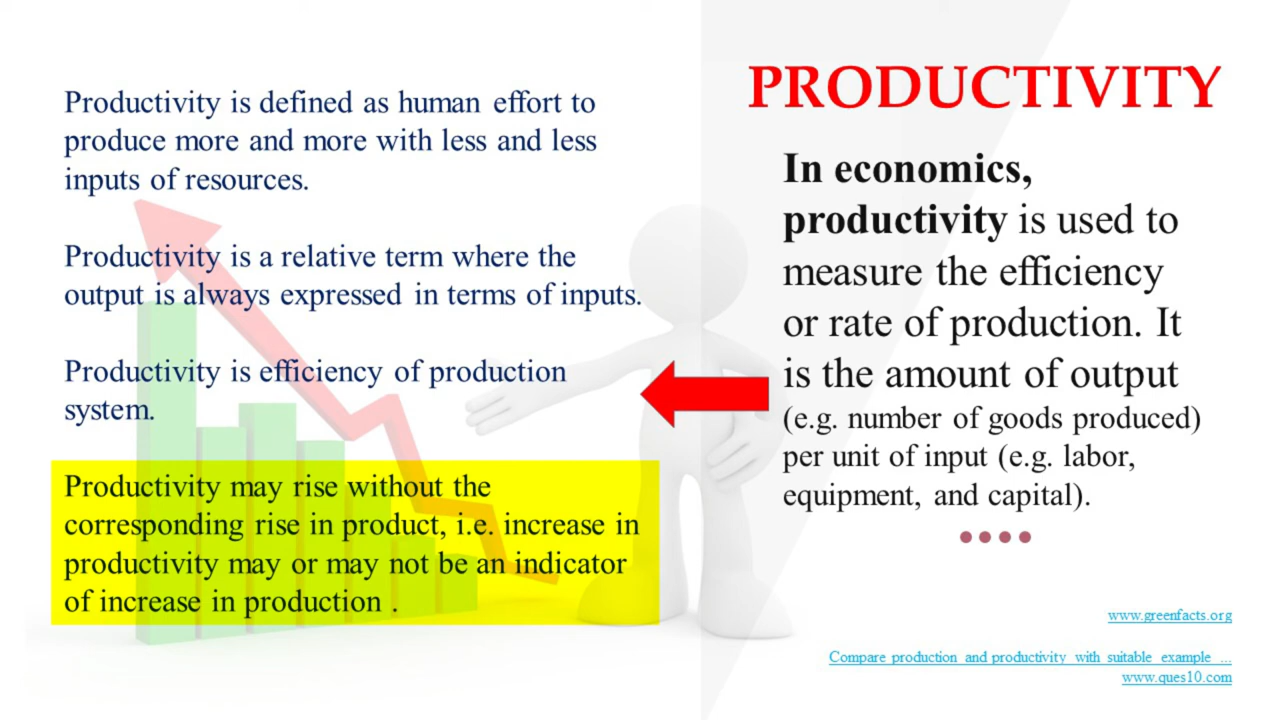 PRODUCTIVITY
Productivity is defined as human effort to
produce more and more with less and less
inputs of resources.
Productivity is a relative term where the
output is always expressed in terms of inputs.
Productivity is efficiency of production
system.
Productivity may rise without the
corresponding rise in product, i.e. increase in
productivity may or may not be an indicator
of increase in production .
In economics,
productivity is used to
measure the efficiency
or rate of production. It
is the amount of output
(e.g. number of goods produced)
per unit of input (e.g. labor,
equipment, and capital).
www.greenfacts.org
Compare production and productivity with suitable example ...
www.ques10.com